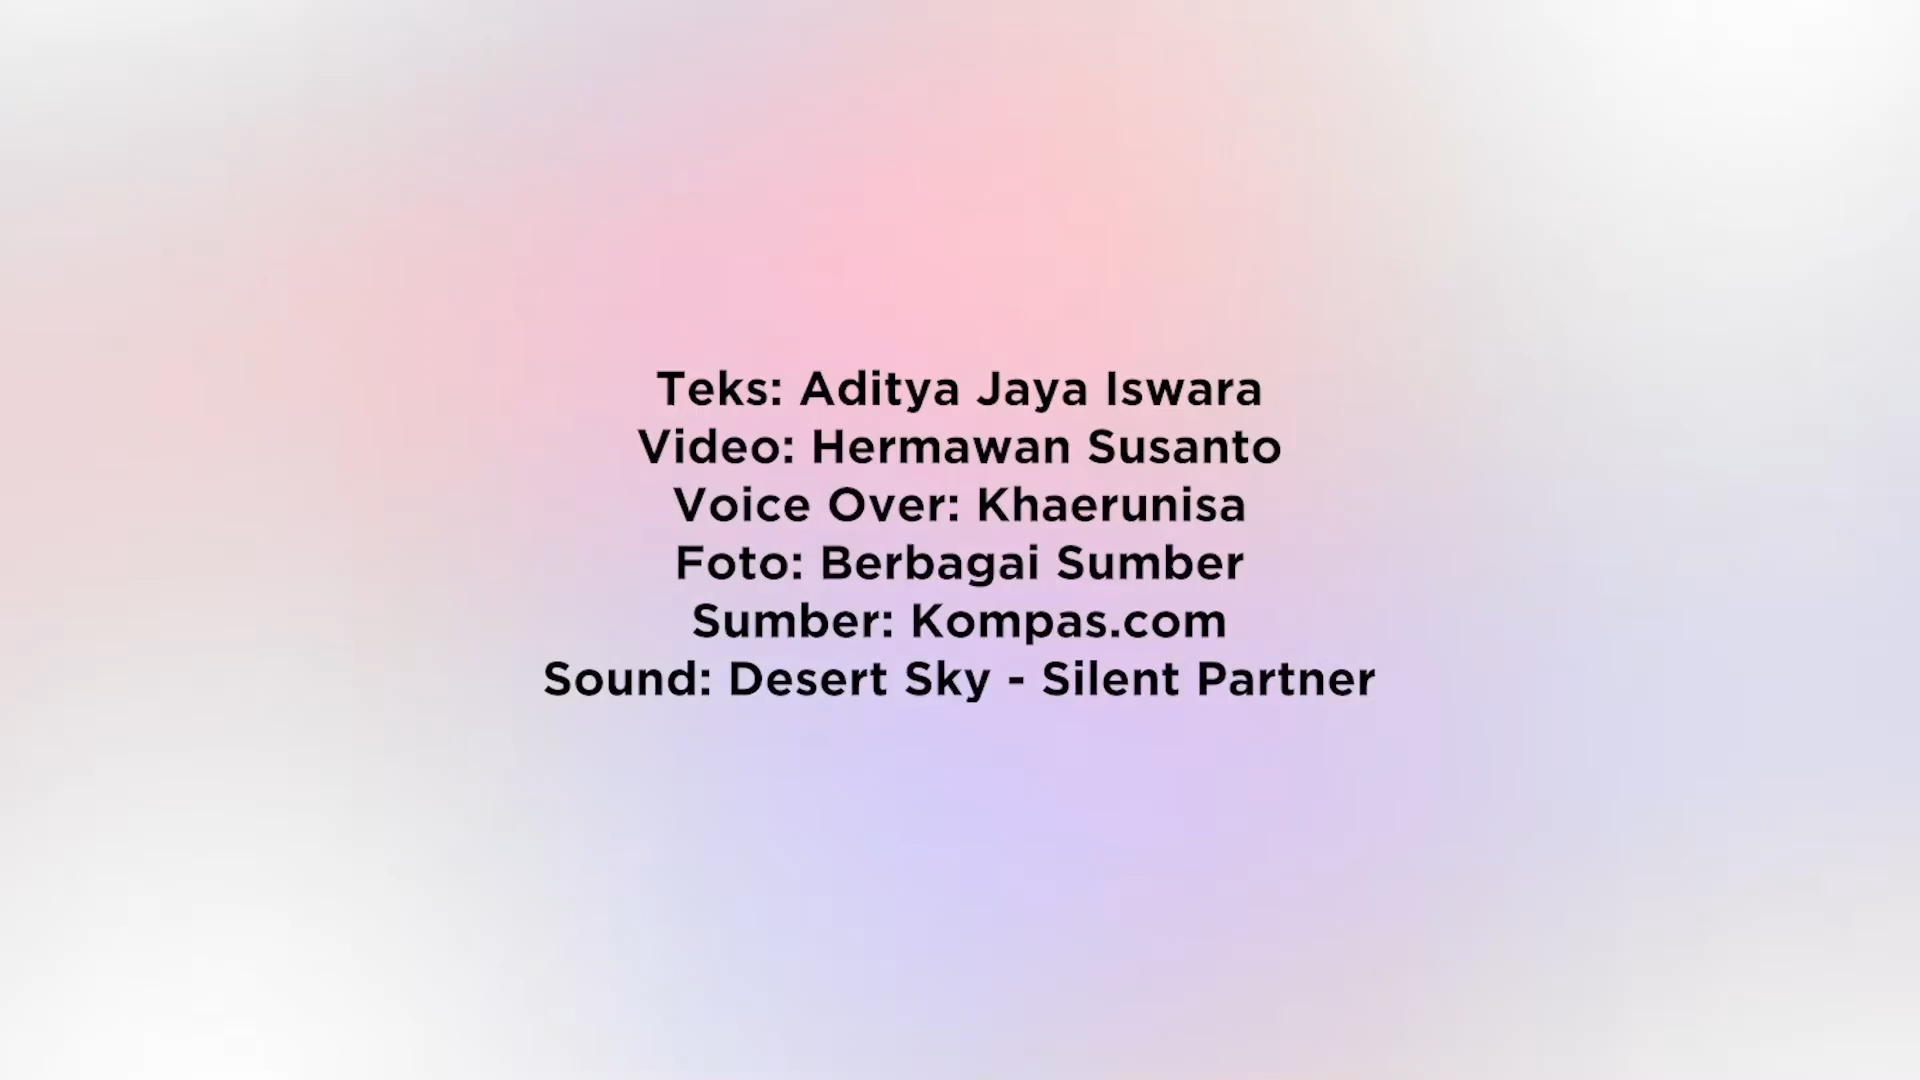 Teks: Aditya Jaya Iswara
Video: Hermawan Susanto
Voice Over: Khaerunisa
Foto: Berbagai Sumber
Sumber: Kompas.com
Sound: Desert Sky - Silent Partner